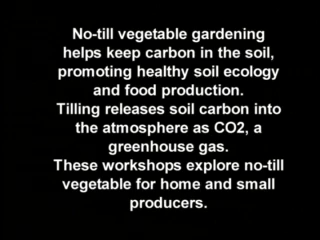 No-till vegetable gardening
helps keep carbon in the soil,
promoting healthy soil ecology
and food production.
Tilling releases soil carbon into
the atmosphere as CO2, a
greenhouse gas.
These workshops explore no-till
vegetable for home and small
producers.